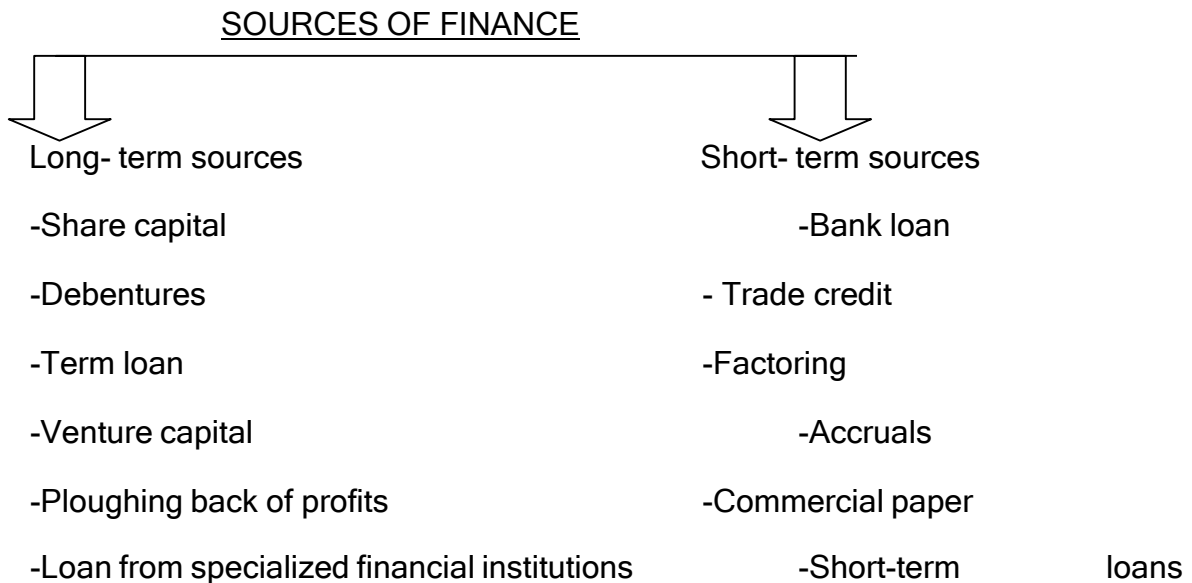 SOURCES OF FINANCE
Long- term sources Short- term sources
-Share capital -Bank loan
-Debentures - Trade credit
-Term loan -Factoring
-Venture capital -Accruals
-Ploughing back of profits -Commercial paper
-Loan from specialized financial institutions -Short-term loans